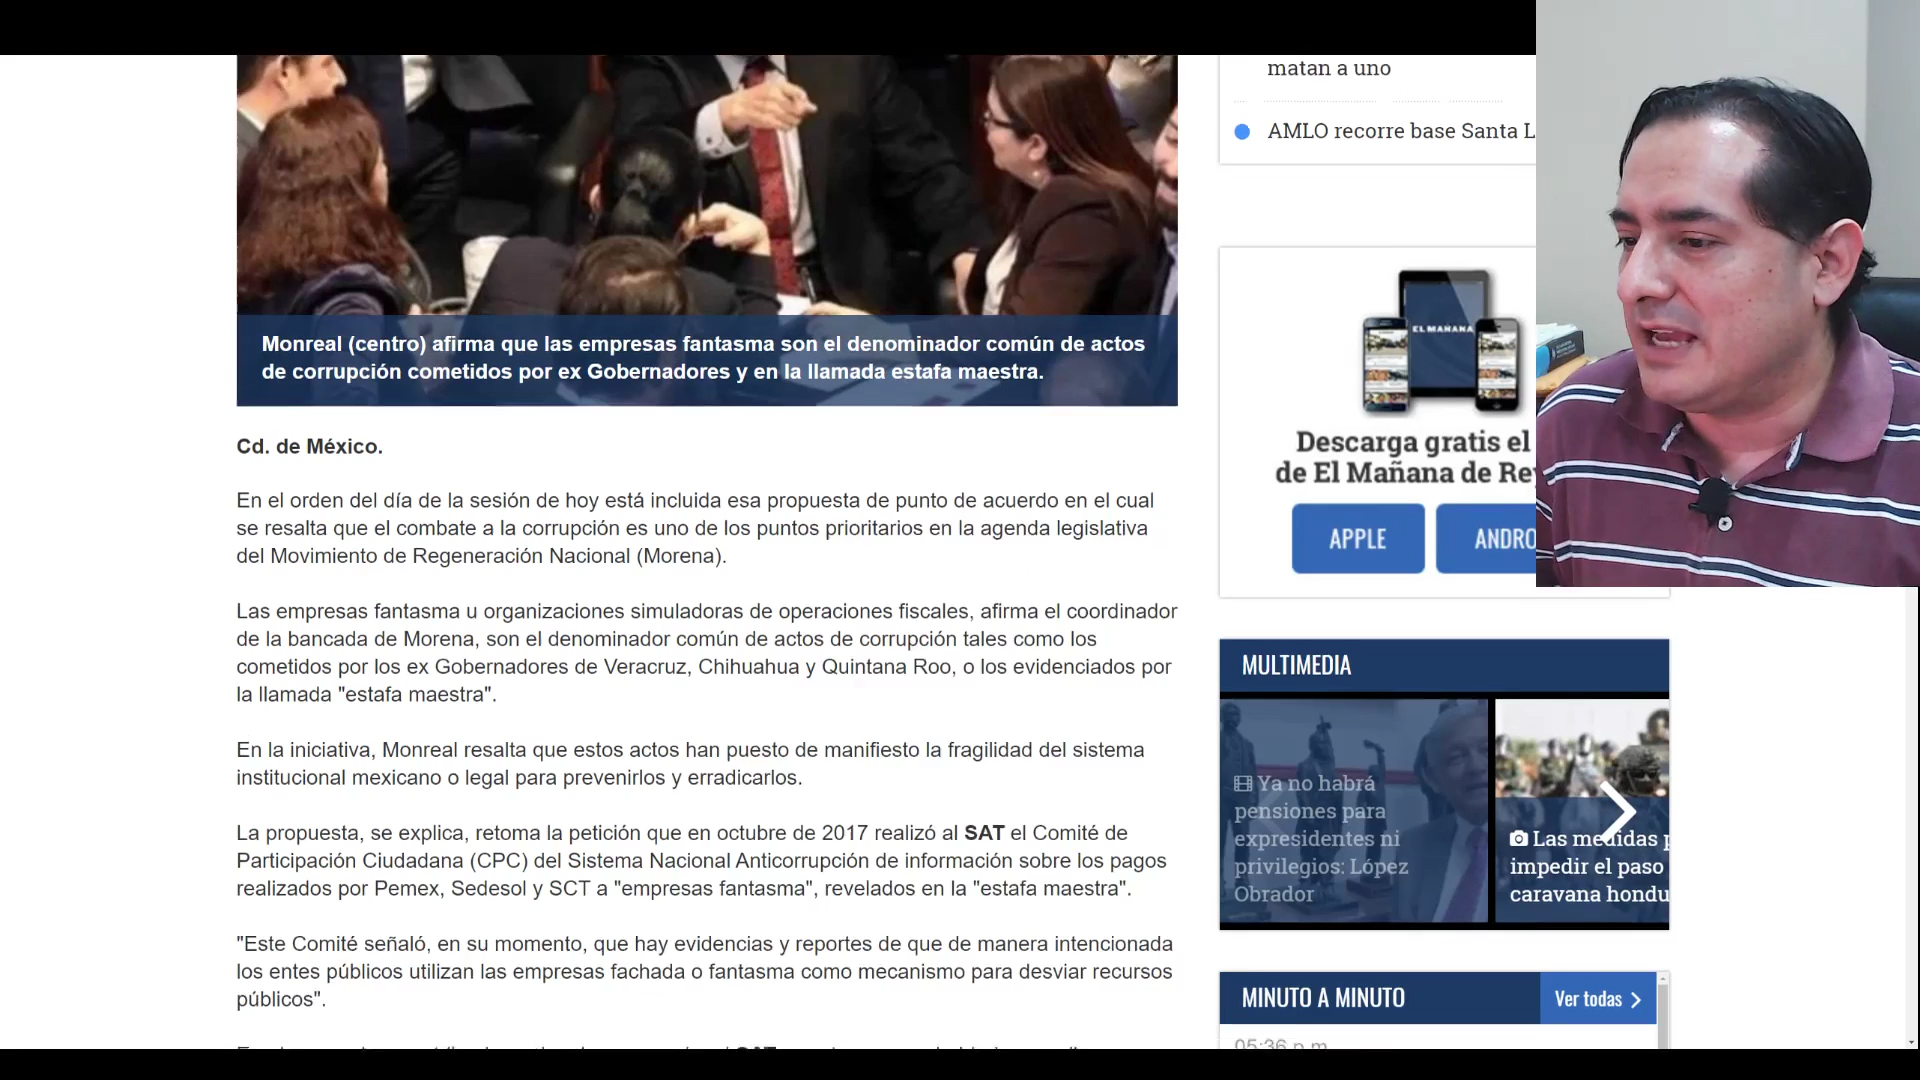 Monreal (centro) afirma que las empresas fantasma son el denominador común de actos
de corrupción cometidos por ex Gobernadores y en la llamada estafa maestra.
Cd. de México.
En el orden del día de la sesión de hoy está incluida esa propuesta de punto de acuerdo en el cual
se resalta que el combate a la corrupción es uno de los puntos prioritarios en la agenda legislativa
del Movimiento de Regeneración Nacional (Morena).
Las empresas fantasma u organizaciones simuladoras de operaciones fiscales, afirma el coordinador
de la bancada de Morena, son el denominador común de actos de corrupción tales como los
cometidos por los ex Gobernadores de Veracruz, Chihuahua y Quintana Roo, o los evidenciados por
la llamada "estafa maestra".
En la iniciativa, Monreal resalta que estos actos han puesto de manifiesto la fragilidad del sistema
institucional mexicano o legal para prevenirlos y erradicarlos.
La propuesta, se explica, retoma la petición que en octubre de 2017 realizó al SAT el Comité de
Participación Ciudadana (CPC) del Sistema Nacional Anticorrupción de información sobre los pagos
realizados por Pemex, Sedesol y SCT a "empresas fantasma", revelados en la "estafa maestra".
"Este Comité señaló, en su momento, que hay evidencias y reportes de que de manera intencionada
los entes públicos utilizan las empresas fachada o fantasma como mecanismo para desviar recursos
públicos".
matan a uno
AMLO recorre base Santa L
EL MAÑANA
Descarga gratis el
de El Mañana de Re
APPLE
ANDRO
MULTIMEDIA
Ya no habrá
pensiones para
expresidentes ni
privilegios: López
Obrador
Las medidas p
impedir el paso
caravana hondu
MINUTO A MINUTO
Ver todas
05:36 p.m.